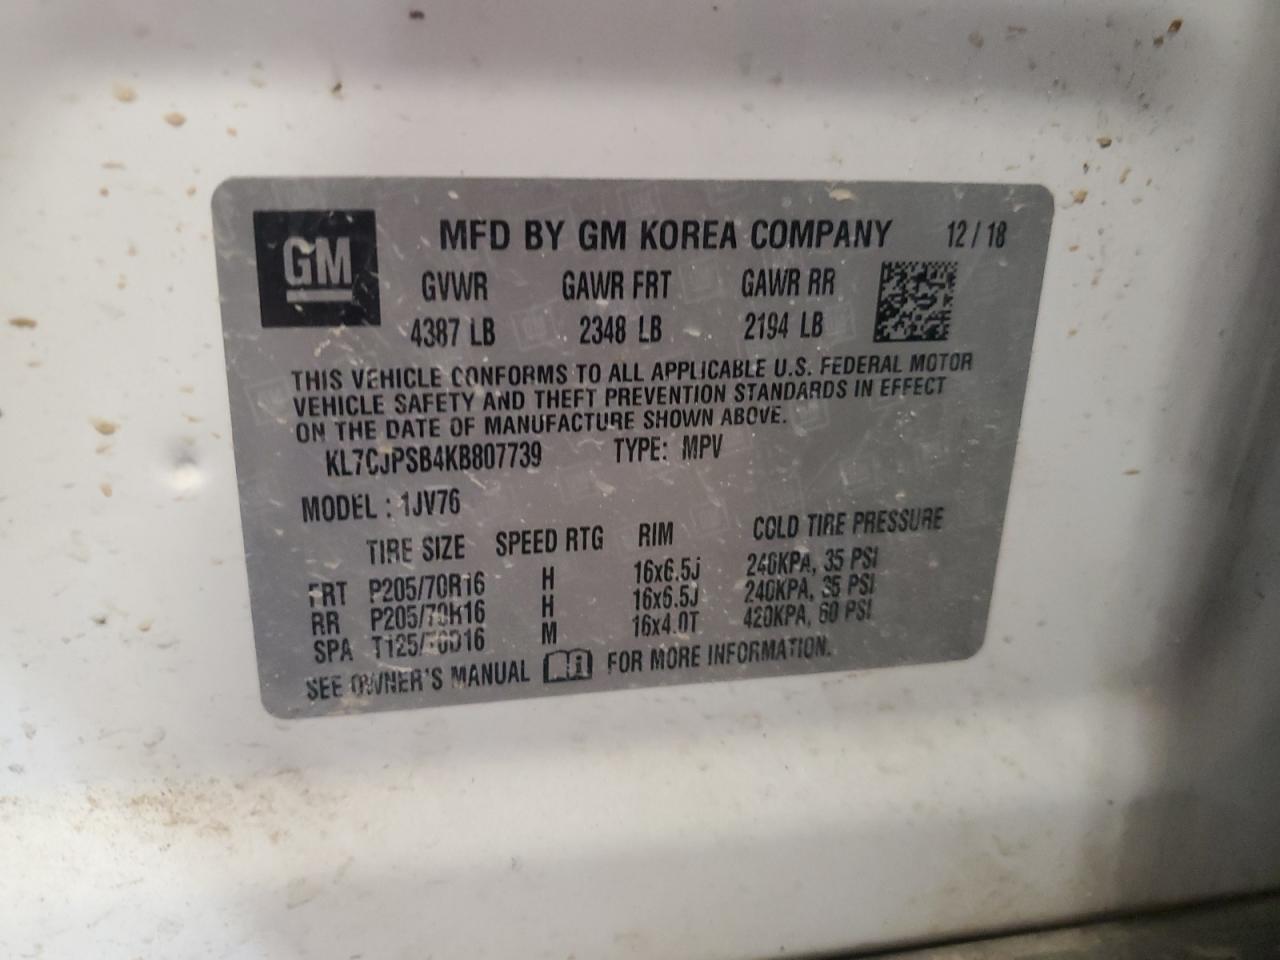 GM
MFD BY GM KOREA COMPANY 12/18
GVWR GAWR FRT GAWR RR
4387 LB 2348 LB 2194 LB
THIS VEHICLE CONFORMS TO ALL APPLICABLE U.S. FEDERAL MOTOR
VEHICLE SAFETY AND THEFT PREVENTION STANDARDS IN EFFECT
ON THE DATE OF MANUFACTURE SHOWN ABOVE.
KL7CJPSB4KB807739 TYPE: MPV
MODEL : 1JV76
TIRE SIZE SPEED RTG RIM COLD TIRE PRESSURE
FRT P205/70R16 H 16x6.5J 240KPA, 35 PSI
RR P205/70R16 H 16x6.5J 240KPA, 35 PSI
SPA T125/70D16 M 16x4.0T 420KPA, 60 PSI
SEE OWNER'S MANUAL FOR MORE INFORMATION.